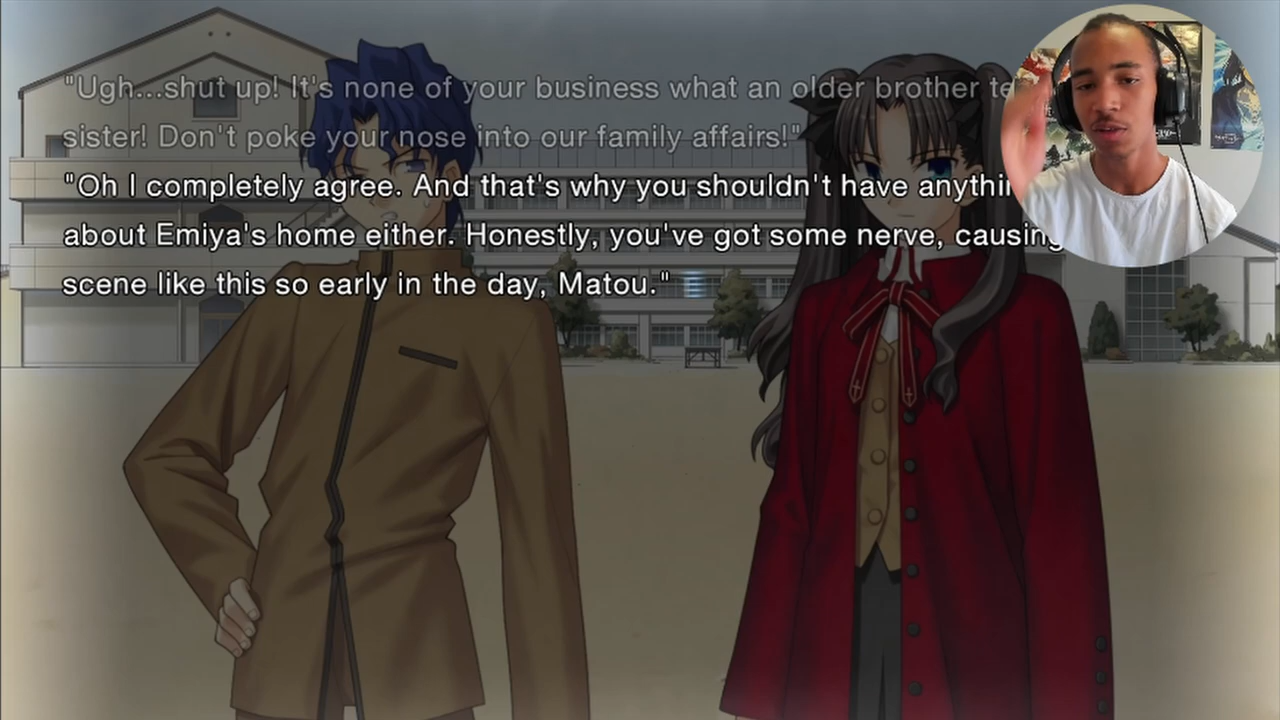 "Ugh...shut up! It's none of your business what an older brother
sister! Don't poke your nose into our family affairs!"
"Oh I completely agree. And that's why you shouldn't have
about Emiya's home either. Honestly, you've got some nerve, causing
scene like this so early in the day, Matou."